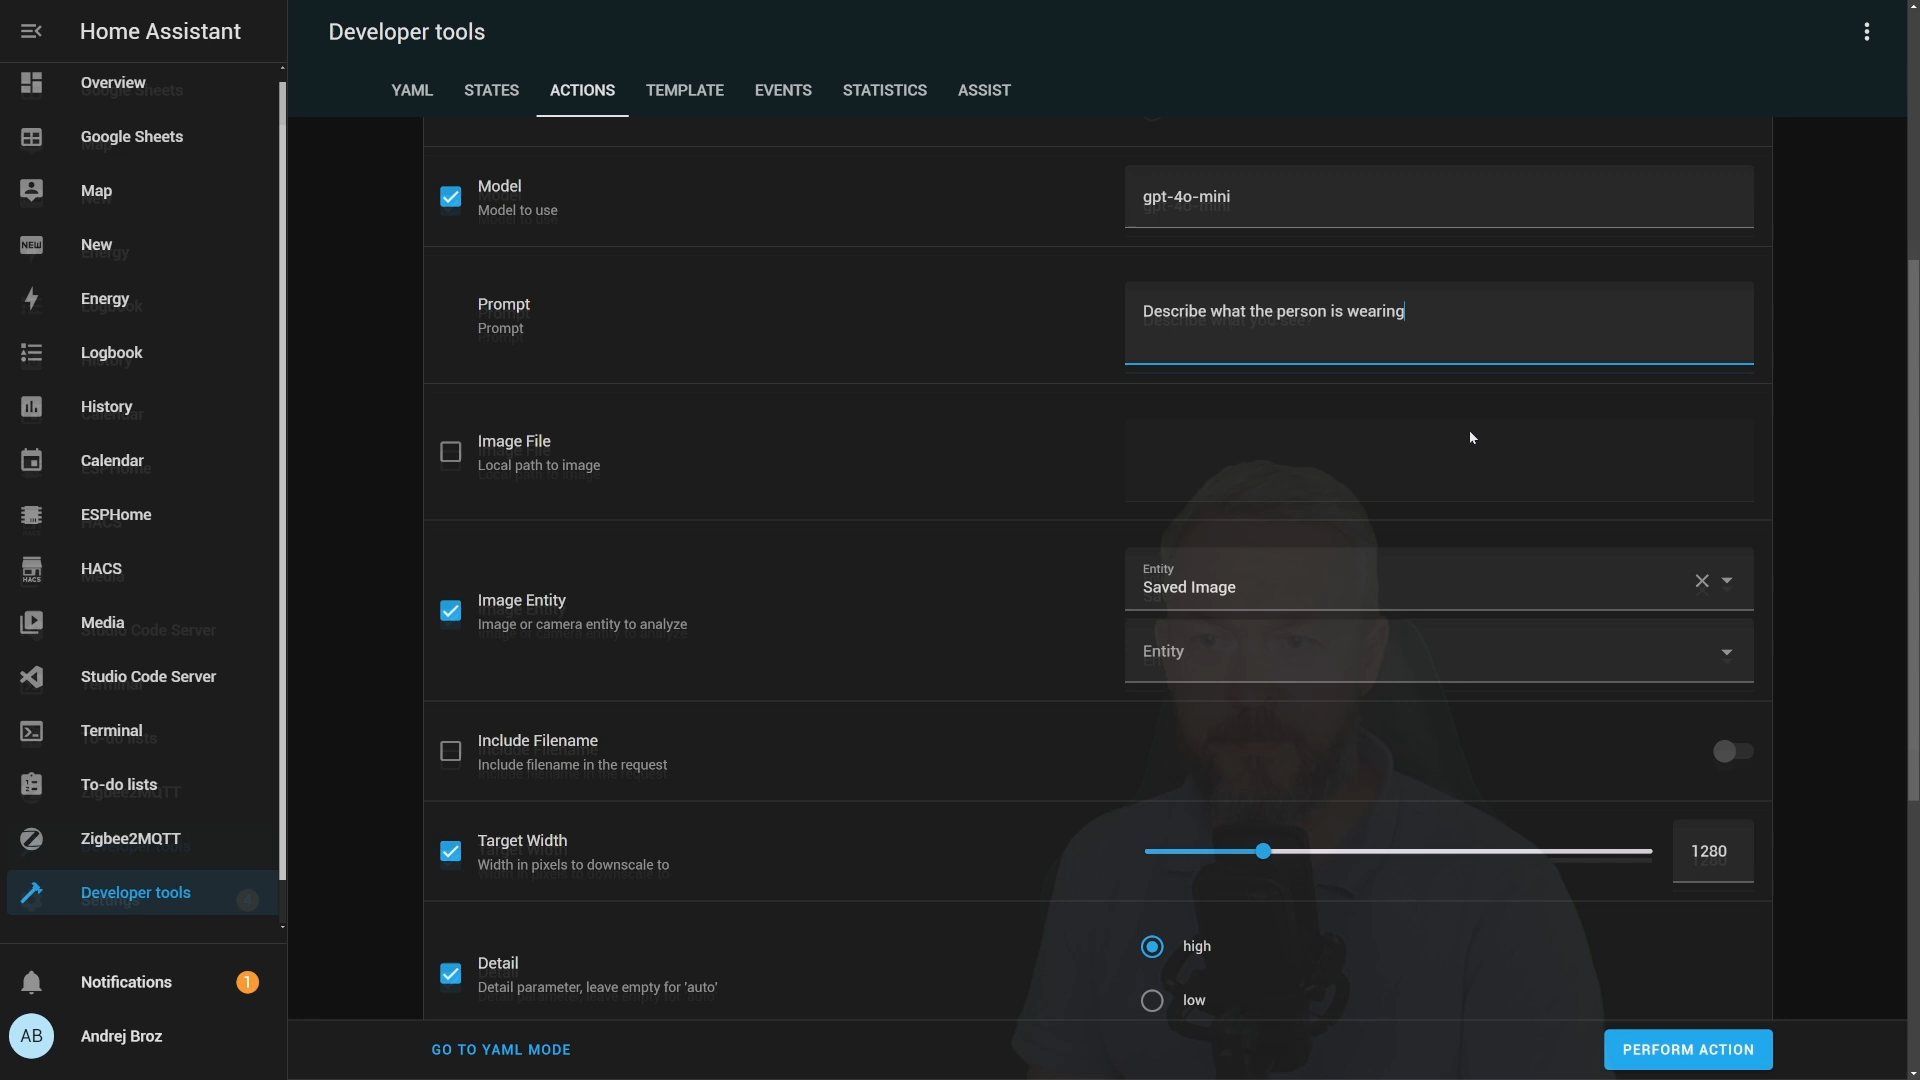 Home Assistant
Overview
Google Sheets
Map
NEW
New
Energy
Logbook
History
Calendar
ESPHome
HACS
HACS
Media
Studio Code Server
Terminal
To-do lists
Zigbee2MQTT
Developer tools
Notifications
1
AB
Andrej Broz
Developer tools
YAML
STATES
ACTIONS
TEMPLATE
EVENTS
STATISTICS
ASSIST
Model
Model to use
gpt-4o-mini
Prompt
Prompt
Describe what the person is wearing
Image File
Local path to image
Image Entity
Image or camera entity to analyze
Entity
Saved Image
Entity
Include Filename
Include filename in the request
Target Width
Width in pixels to downscale to
1280
Detail
Detail parameter, leave empty for 'auto'
high
low
GO TO YAML MODE
PERFORM ACTION